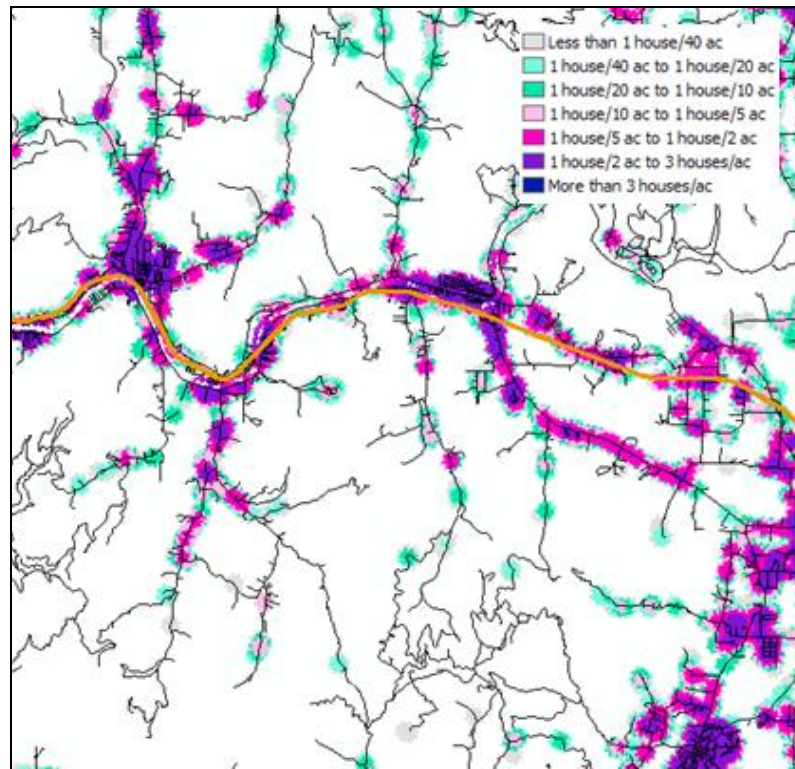 Less than 1 house/40 ac
1 house/40 ac to 1 house/20 ac
1 house/20 ac to 1 house/10 ac
1 house/10 ac to 1 house/5 ac
1 house/5 ac to 1 house/2 ac
1 house/2 ac to 3 houses/ac
More than 3 houses/ac